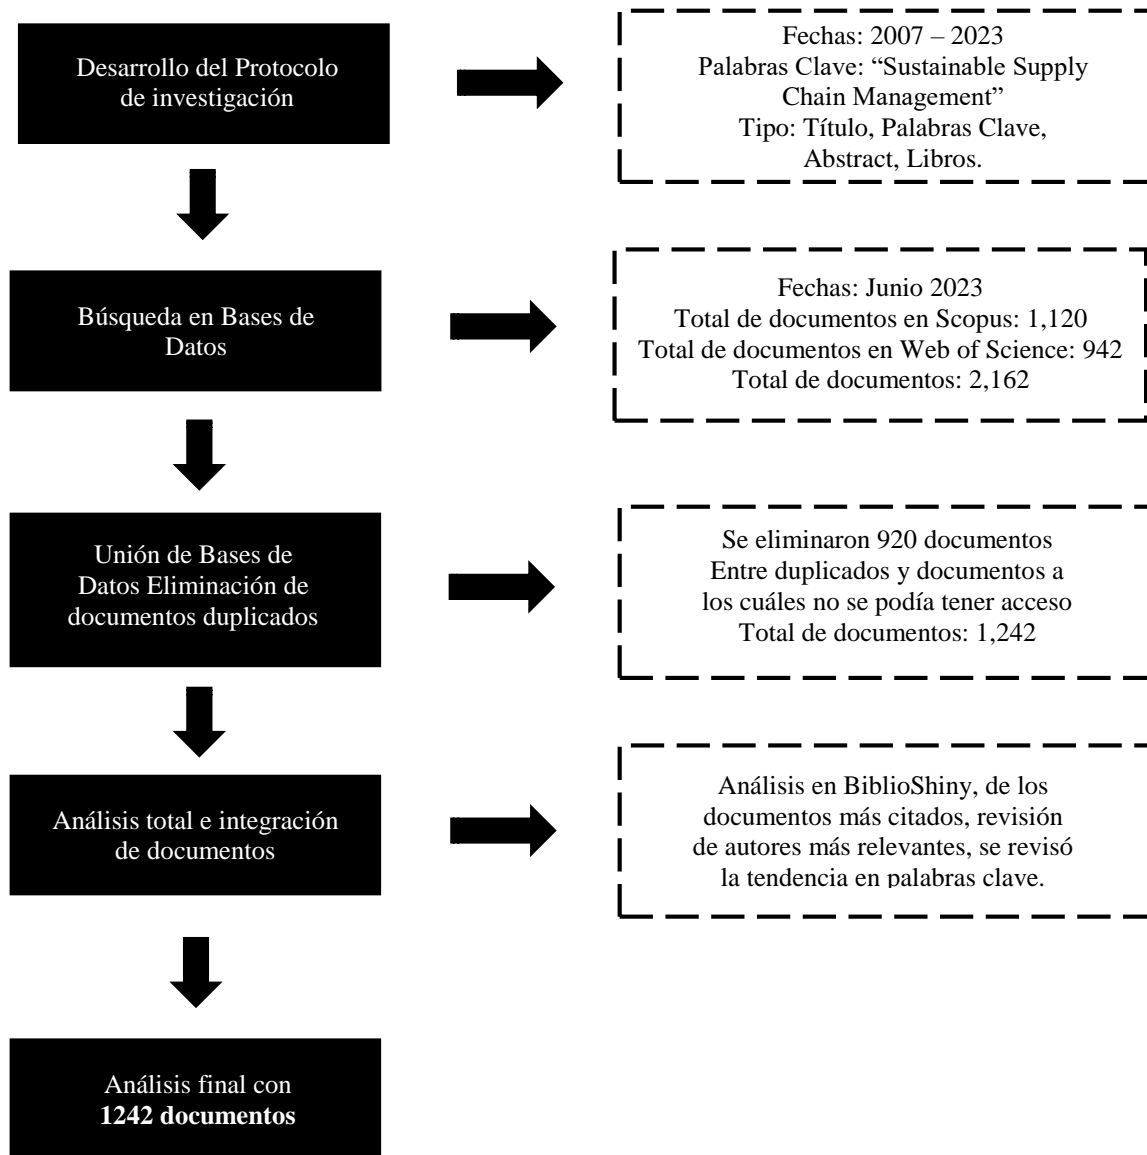 Desarrollo del Protocolo
de investigación
Fechas: 2007 – 2023
Palabras Clave: “Sustainable Supply
Chain Management”
Tipo: Título, Palabras Clave,
Abstract, Libros.
Búsqueda en Bases de
Datos
Fechas: Junio 2023
Total de documentos en Scopus: 1,120
Total de documentos en Web of Science: 942
Total de documentos: 2,162
Unión de Bases de
Datos Eliminación de
documentos duplicados
Se eliminaron 920 documentos
Entre duplicados y documentos a
los cuáles no se podía tener acceso
Total de documentos: 1,242
Análisis total e integración
de documentos
Análisis en BiblioShiny, de los
documentos más citados, revisión
de autores más relevantes, se revisó
la tendencia en palabras clave.
Análisis final con
1242 documentos